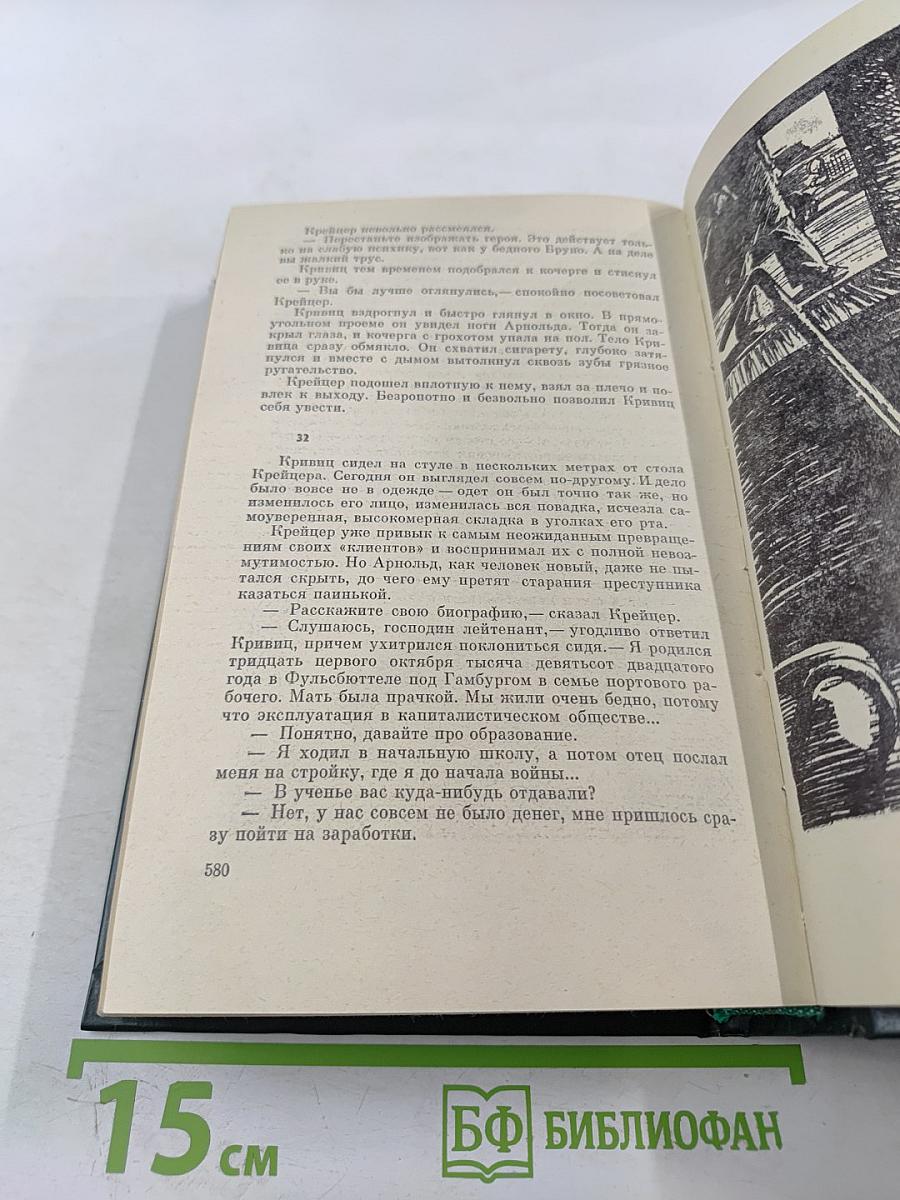 Крейцер невольно рассмеялся.
— Перестаньте изображать героя. Это действует толь-
ко на слабую психику, вот как у бедного Бруно. А на деле
вы жалкий трус.
Кривиц тем временем подобрался к кочерге и стиснул
ее в руке.
— Вы бы лучше оглянулись,— спокойно посоветовал
Крейцер.
Кривиц вздрогнул и быстро глянул в окно. В прямо-
угольном проеме он увидел ноги Арнольда. Тогда он за-
крыл глаза, и кочерга с грохотом упала на пол. Тело Кри-
вица сразу обмякло. Он схватил сигарету, глубоко затя-
нулся и вместе с дымом вытолкнул сквозь зубы грязное
ругательство.
Крейцер подошел вплотную к нему, взял за плечо и по-
влек к выходу. Безропотно и безвольно позволил Кривиц
себя увести.
32
Кривиц сидел на стуле в нескольких метрах от стола
Крейцера. Сегодня он выглядел совсем по-другому. И дело
было вовсе не в одежде — одет он был точно так же, но
изменилось его лицо, изменилась вся повадка, исчезла са-
моуверенная, высокомерная складка в уголках его рта.
Крейцер уже привык к самым неожиданным превраще-
ниям своих «клиентов» и воспринимал их с полной невоз-
мутимостью. Но Арнольд, как человек новый, даже не пы-
тался скрыть, до чего ему претят старания преступника
казаться паинькой.
— Расскажите свою биографию,— сказал Крейцер.
— Слушаюсь, господин лейтенант,— угодливо ответил
Кривиц, причем ухитрился поклониться сидя.— Я родился
тридцать первого октября тысяча девятьсот двадцатого
года в Фульсбюттеле под Гамбургом в семье портового ра-
бочего. Мать была прачкой. Мы жили очень бедно, потому
что эксплуатация в капиталистическом обществе...
— Понятно, давайте про образование.
— Я ходил в начальную школу, а потом отец послал
меня на стройку, где я до начала войны...
— В ученье вас куда-нибудь отдавали?
— Нет, у нас совсем не было денег, мне пришлось сра-
зу пойти на заработки.
580
15 см
БФ БИБЛИОФАН